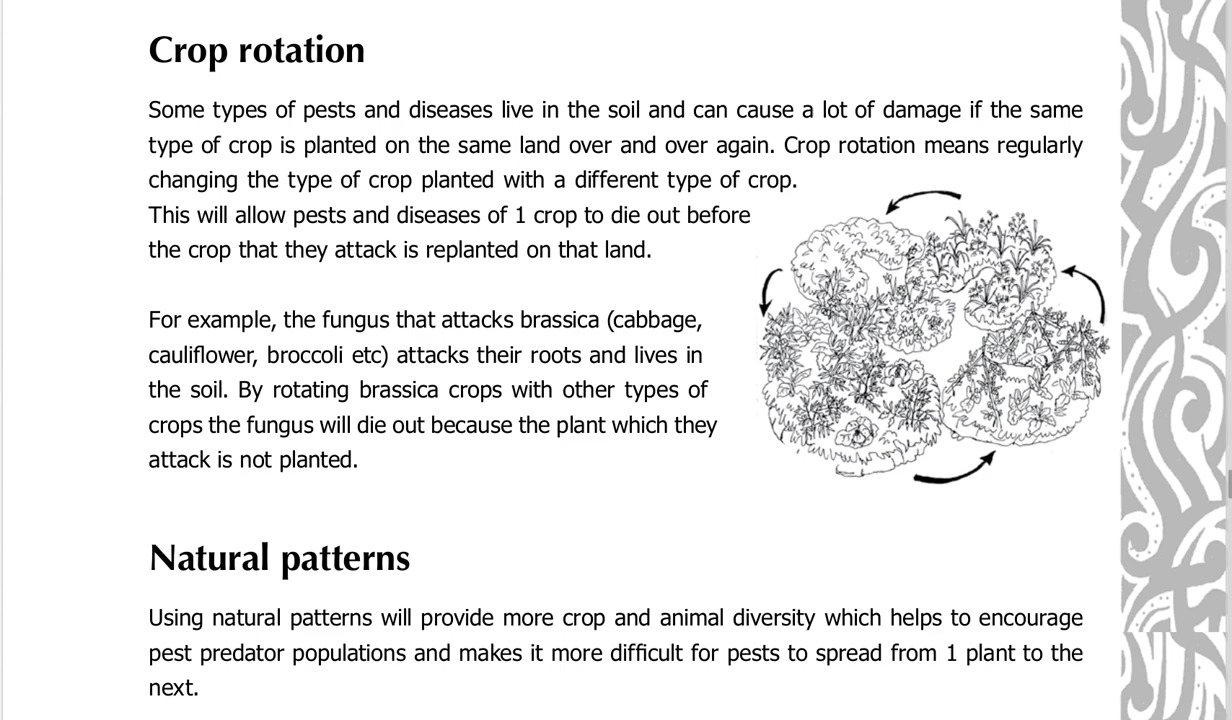 Crop rotation
Some types of pests and diseases live in the soil and can cause a lot of damage if the same
type of crop is planted on the same land over and over again. Crop rotation means regularly
changing the type of crop planted with a different type of crop.
This will allow pests and diseases of 1 crop to die out before
the crop that they attack is replanted on that land.
For example, the fungus that attacks brassica (cabbage,
cauliflower, broccoli etc) attacks their roots and lives in
the soil. By rotating brassica crops with other types of
crops the fungus will die out because the plant which they
attack is not planted.
Natural patterns
Using natural patterns will provide more crop and animal diversity which helps to encourage
pest predator populations and makes it more difficult for pests to spread from 1 plant to the
next.